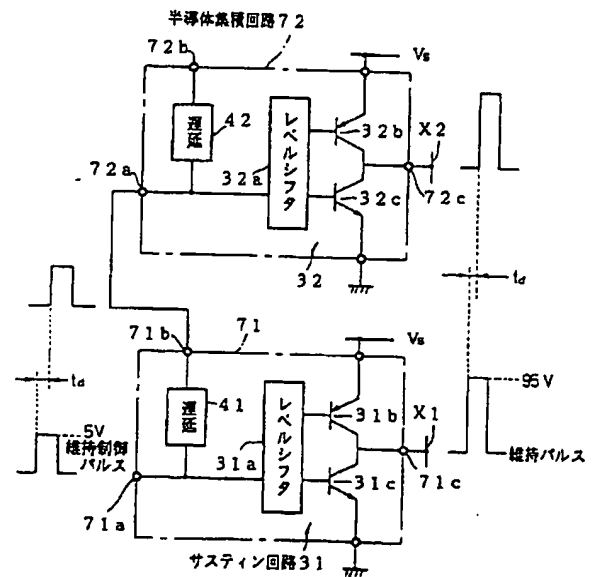 半導体集積回路72
72b
Vs
遅延
42
レベルシフタ
32b
X2
72a
32a
32c
72c
32
td
71b
71
Vs
td
遅延
41
レベルシフタ
31b
X1
95V
5V
維持制御
パルス
31a
31c
71c
維持パルス
71a
サスティン回路31